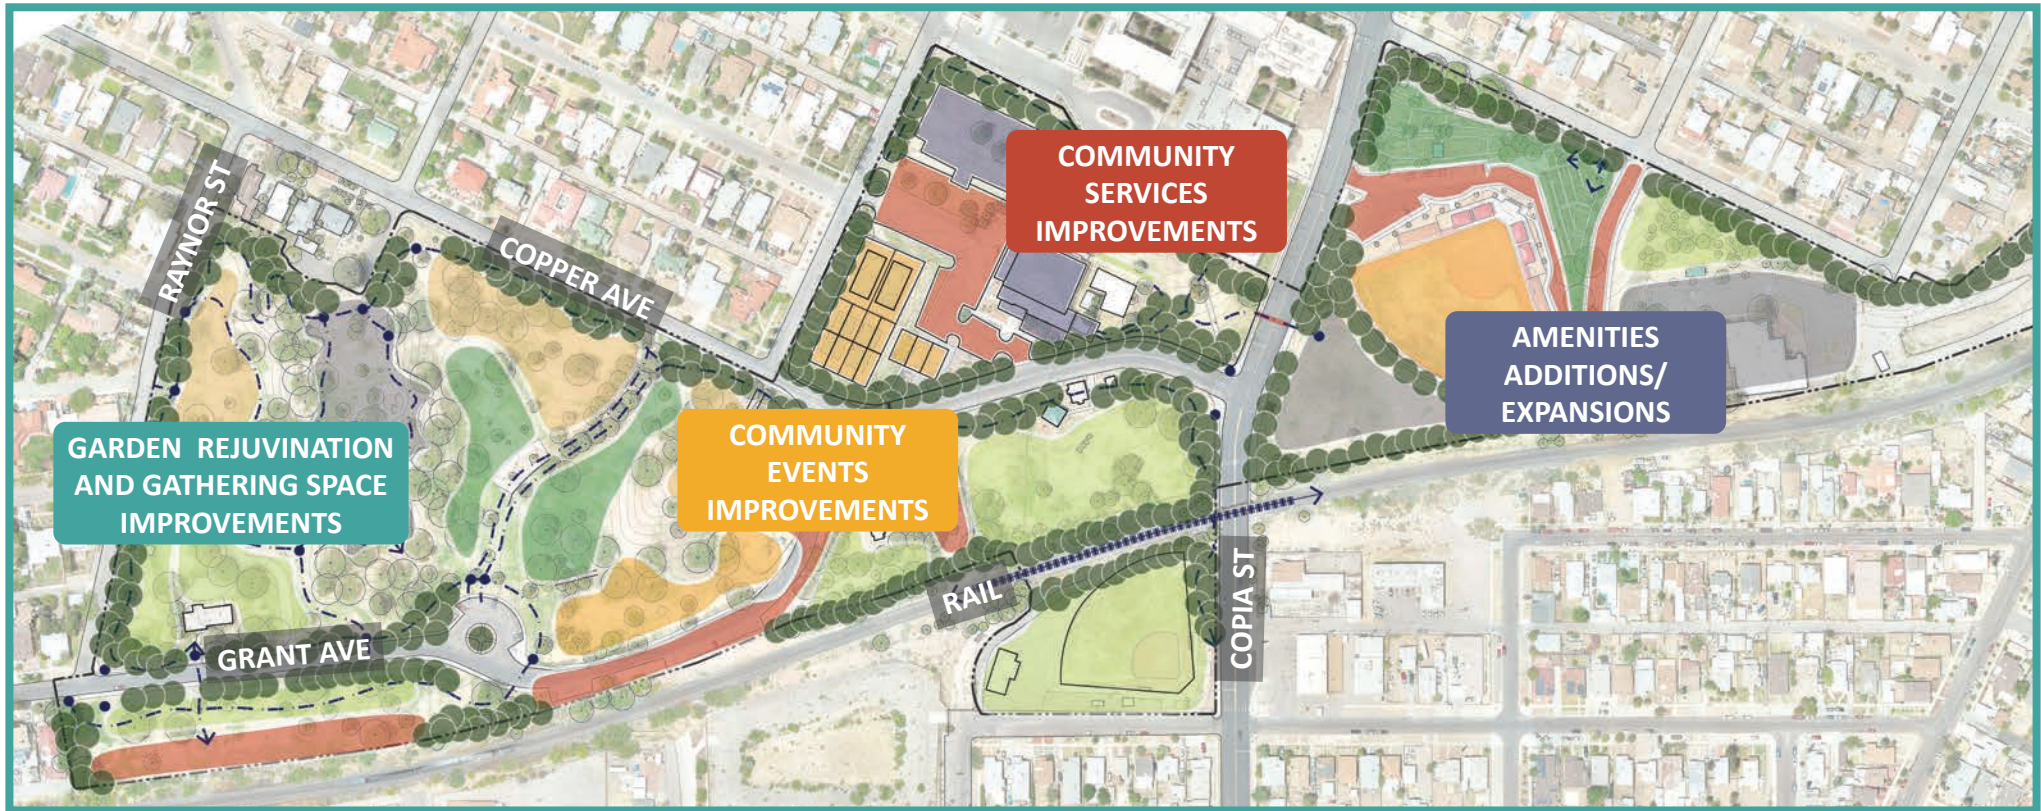 COMMUNITY
SERVICES
IMPROVEMENTS
RAYNOR ST
COPPER AVE
AMENITIES
ADDITIONS/
EXPANSIONS
GARDEN  REJUVINATION
AND GATHERING SPACE
IMPROVEMENTS
COMMUNITY
EVENTS
IMPROVEMENTS
RAIL
COPIA ST
GRANT AVE